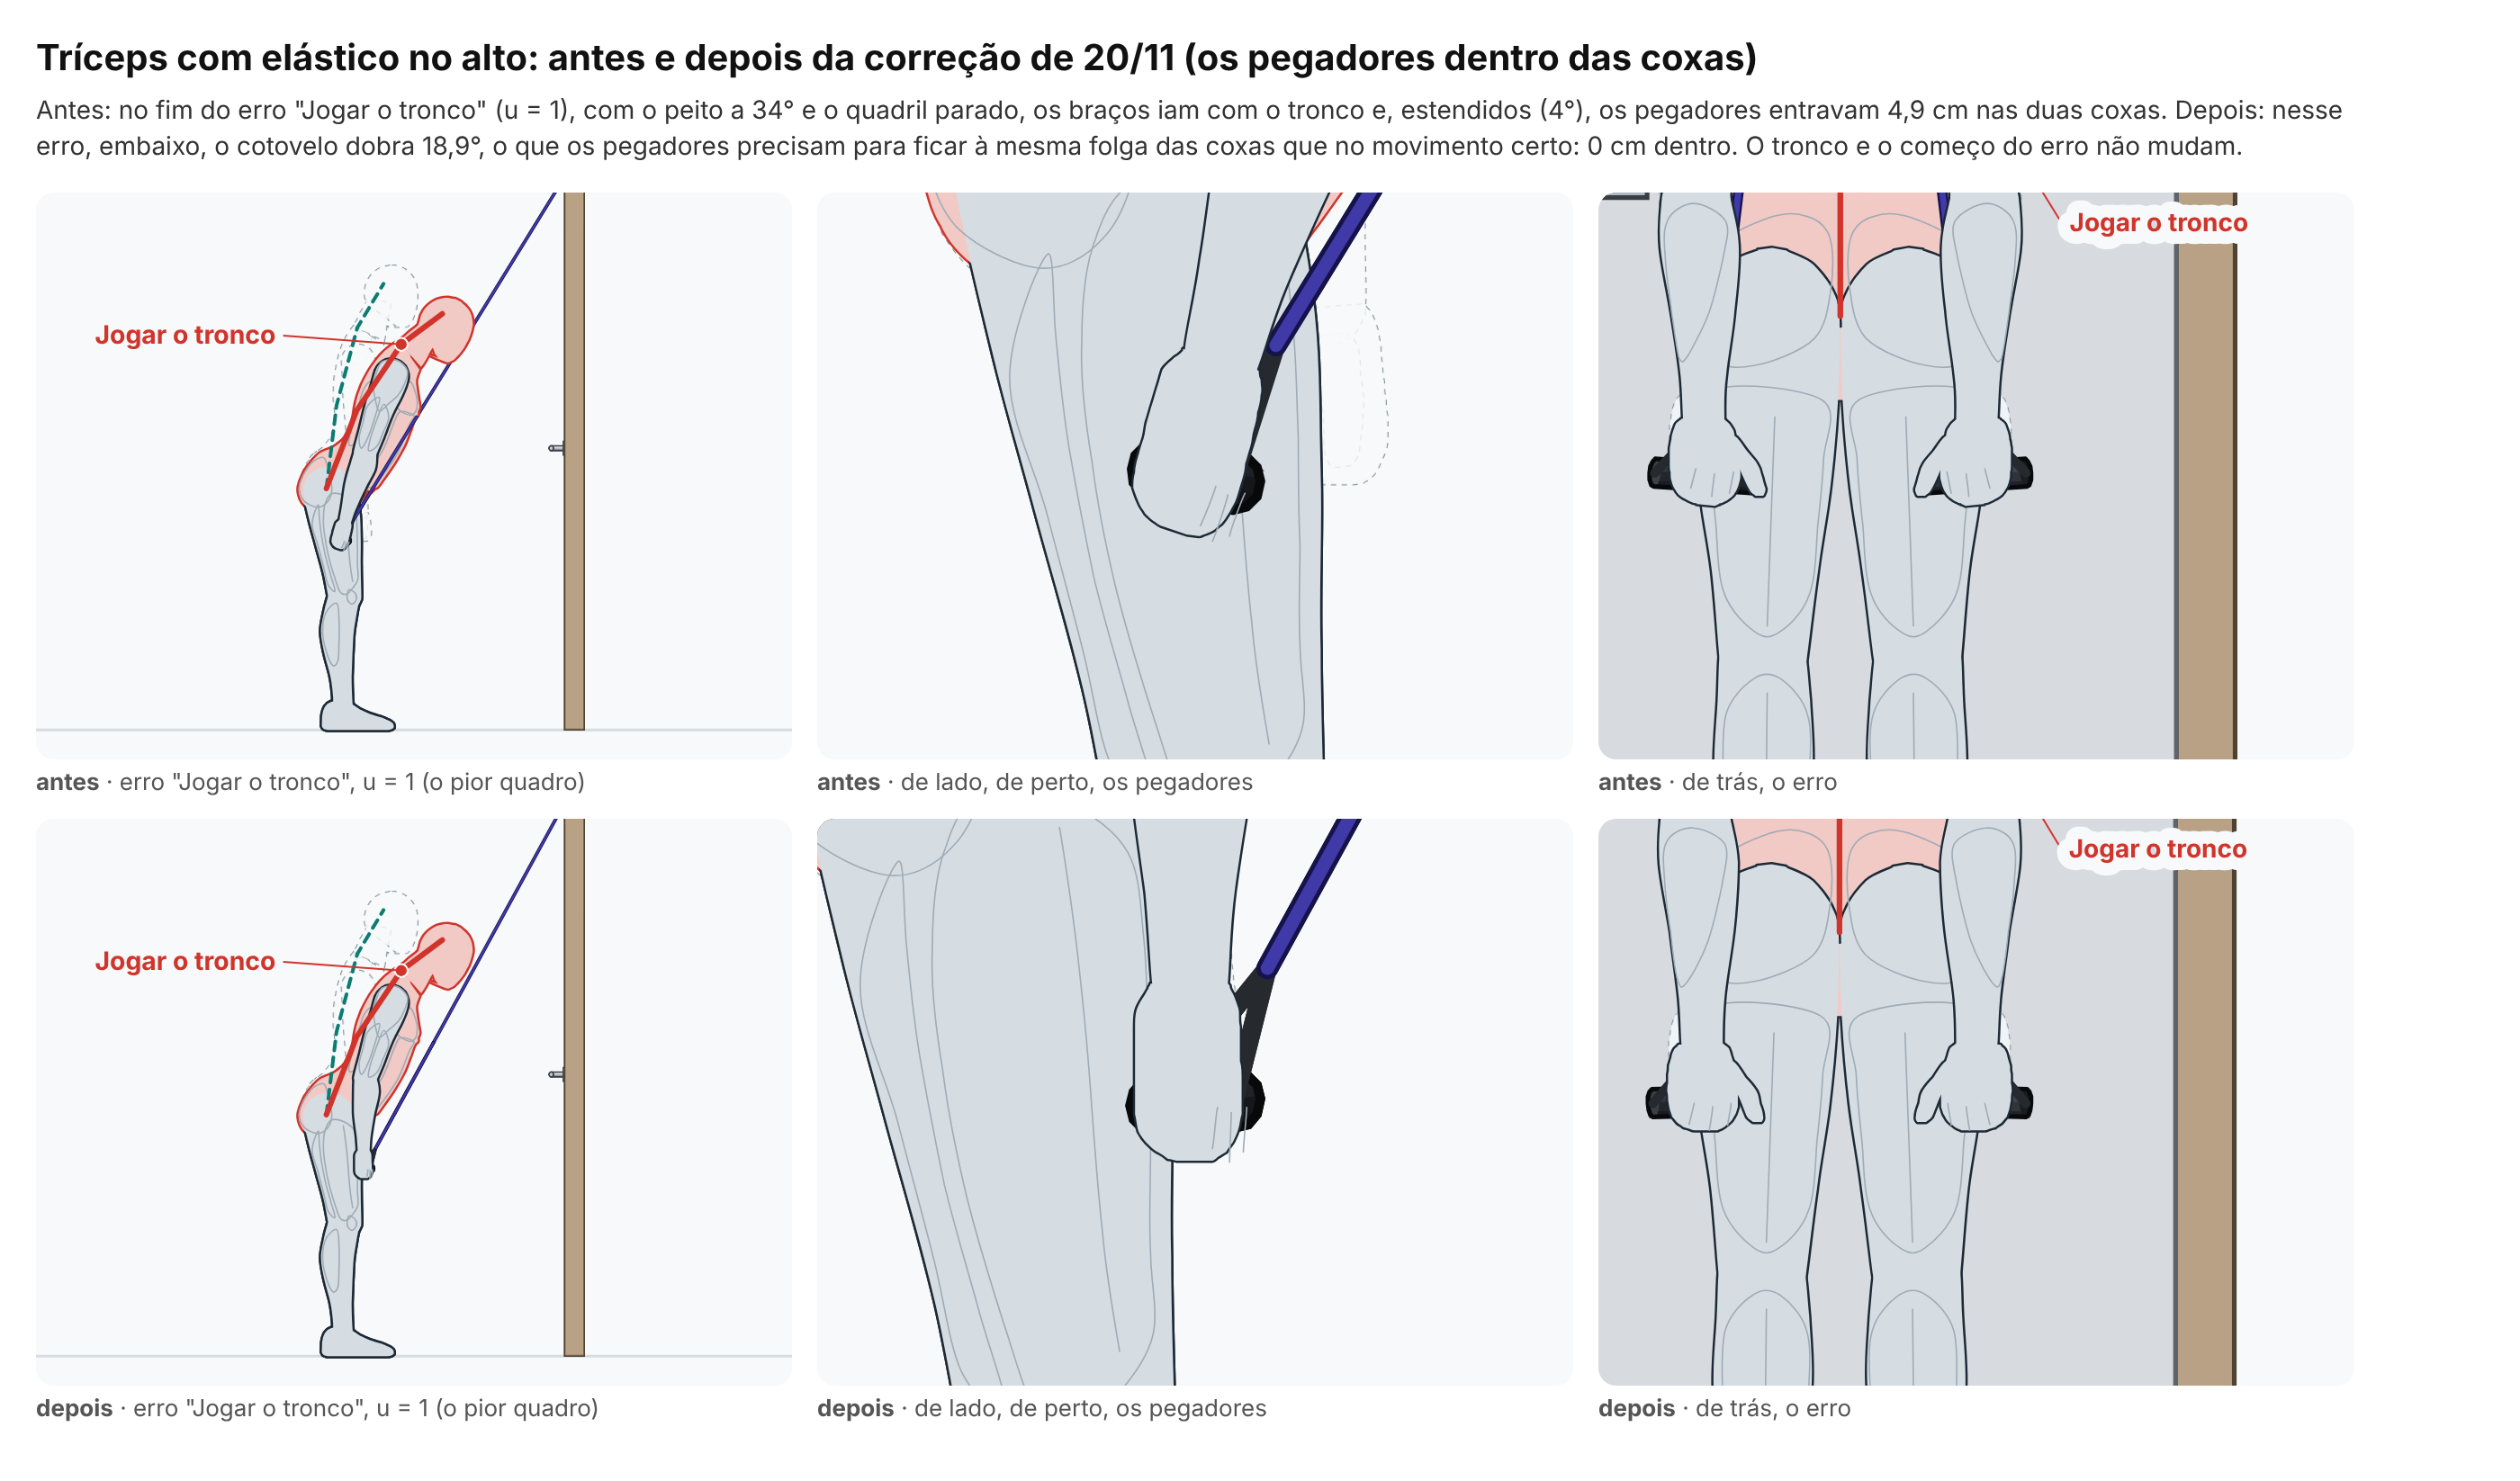 Tríceps com elástico no alto: antes e depois da correção de 20/11 (os pegadores dentro das coxas)
Antes: no fim do erro "Jogar o tronco" (u = 1), com o peito a 34° e o quadril parado, os braços iam com o tronco e, estendidos (4°), os pegadores entravam 4,9 cm nas duas coxas. Depois: nesse
erro, embaixo, o cotovelo dobra 18,9°, o que os pegadores precisam para ficar à mesma folga das coxas que no movimento certo: 0 cm dentro. O tronco e o começo do erro não mudam.
Jogar o tronco
Jogar o tronco
antes · erro "Jogar o tronco", u = 1 (o pior quadro)
antes · de lado, de perto, os pegadores
antes · de trás, o erro
Jogar o tronco
Jogar o tronco
depois · erro "Jogar o tronco", u = 1 (o pior quadro)
depois · de lado, de perto, os pegadores
depois · de trás, o erro